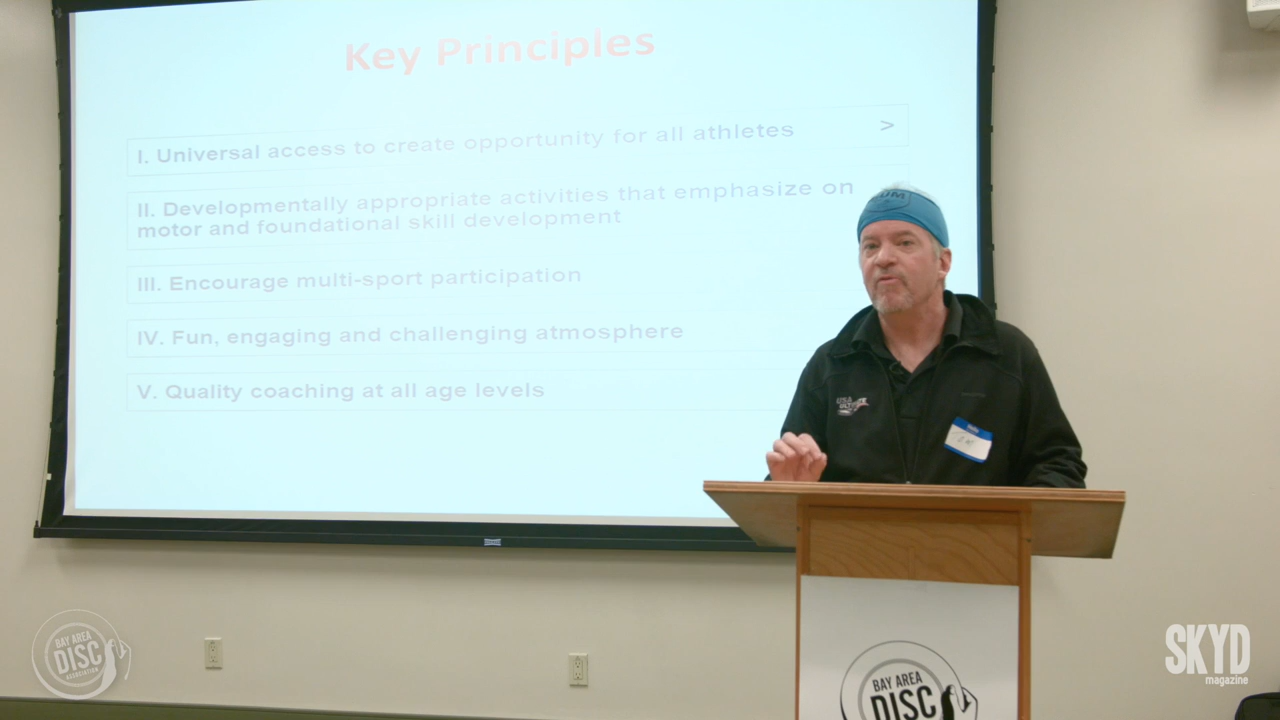 Key Principles
I. Universal access to create opportunity for all athletes >
II. Developmentally appropriate activities that emphasize on
motor and foundational skill development
III. Encourage multi-sport participation
IV. Fun, engaging and challenging atmosphere
V. Quality coaching at all age levels
USA
BAY AREA
DISC
ASSOCIATION
BAY AREA
DISC
SKYD
magazine